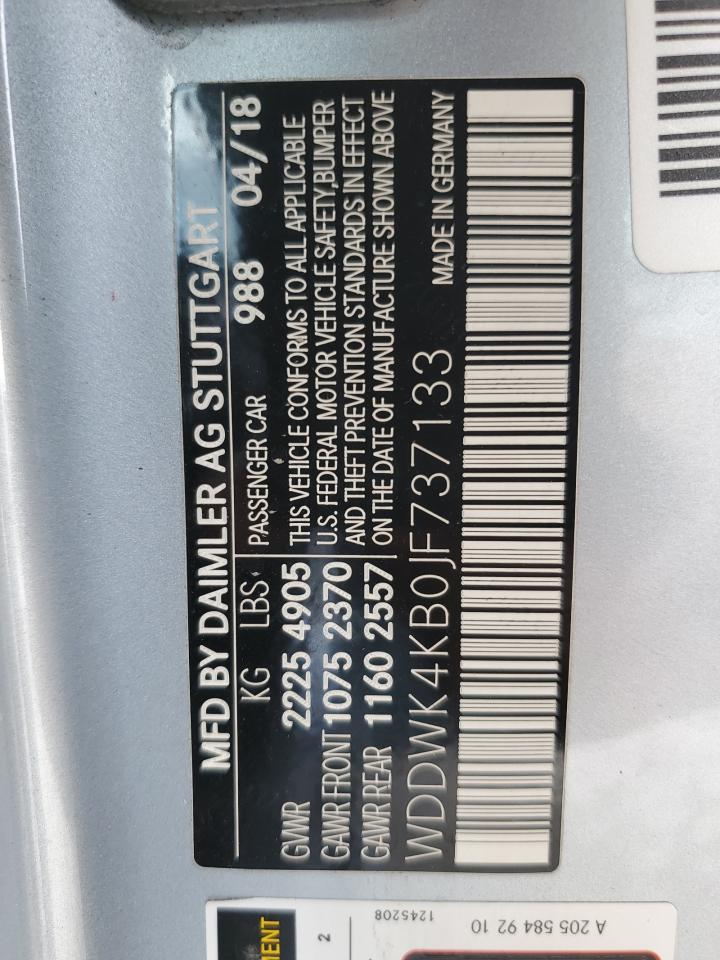 MFD BY DAIMLER AG STUTTGART
KG LBS
GVWR 2225 4905
GAWR FRONT 1075 2370
GAWR REAR 1160 2557
PASSENGER CAR 988 04/18
THIS VEHICLE CONFORMS TO ALL APPLICABLE
U.S. FEDERAL MOTOR VEHICLE SAFETY,BUMPER
AND THEFT PREVENTION STANDARDS IN EFFECT
ON THE DATE OF MANUFACTURE SHOWN ABOVE
WDDWK4KB0JF737133 MADE IN GERMANY
A 205 584 92 10
1245208
2